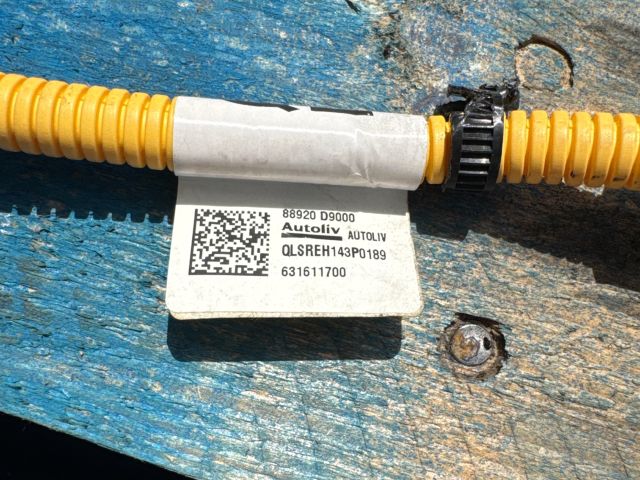 88920 D9000
Autoliv AUTOLIV
QLSREH143P0189
631611700